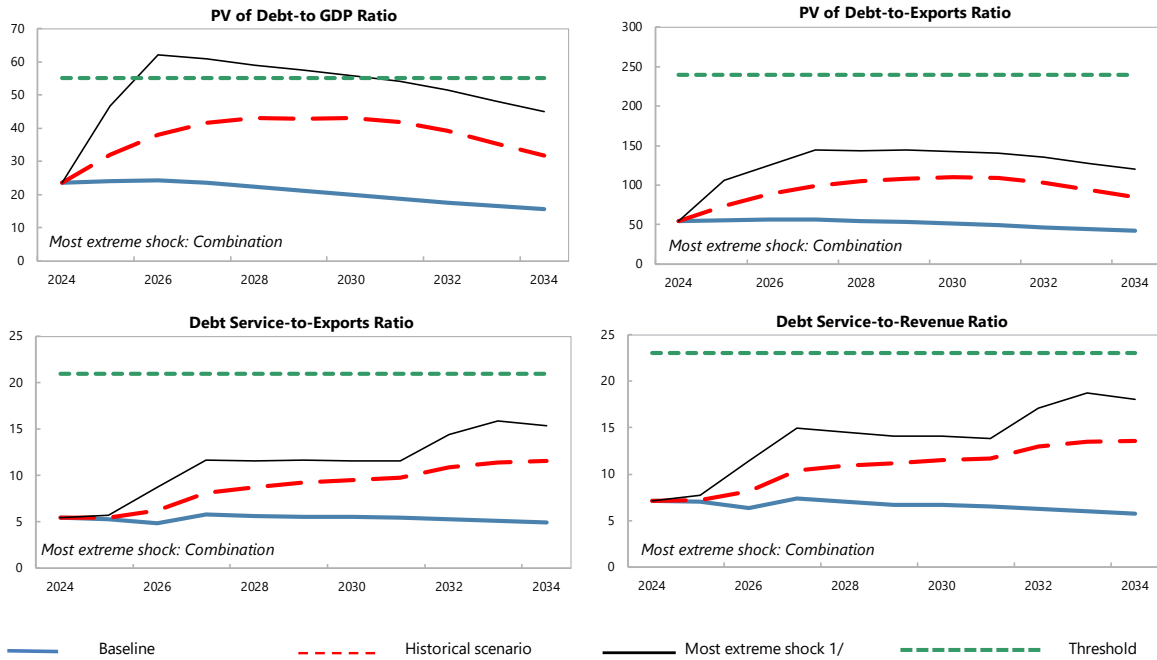 PV of Debt-to GDP Ratio
70
60
50
40
30
20
10
0
Most extreme shock: Combination
2024 2026 2028 2030 2032 2034
PV of Debt-to-Exports Ratio
300
250
200
150
100
50
0
Most extreme shock: Combination
2024 2026 2028 2030 2032 2034
Debt Service-to-Exports Ratio
25
20
15
10
5
0
Most extreme shock: Combination
2024 2026 2028 2030 2032 2034
Debt Service-to-Revenue Ratio
25
20
15
10
5
0
Most extreme shock: Combination
2024 2026 2028 2030 2032 2034
Baseline Historical scenario Most extreme shock 1/ Threshold